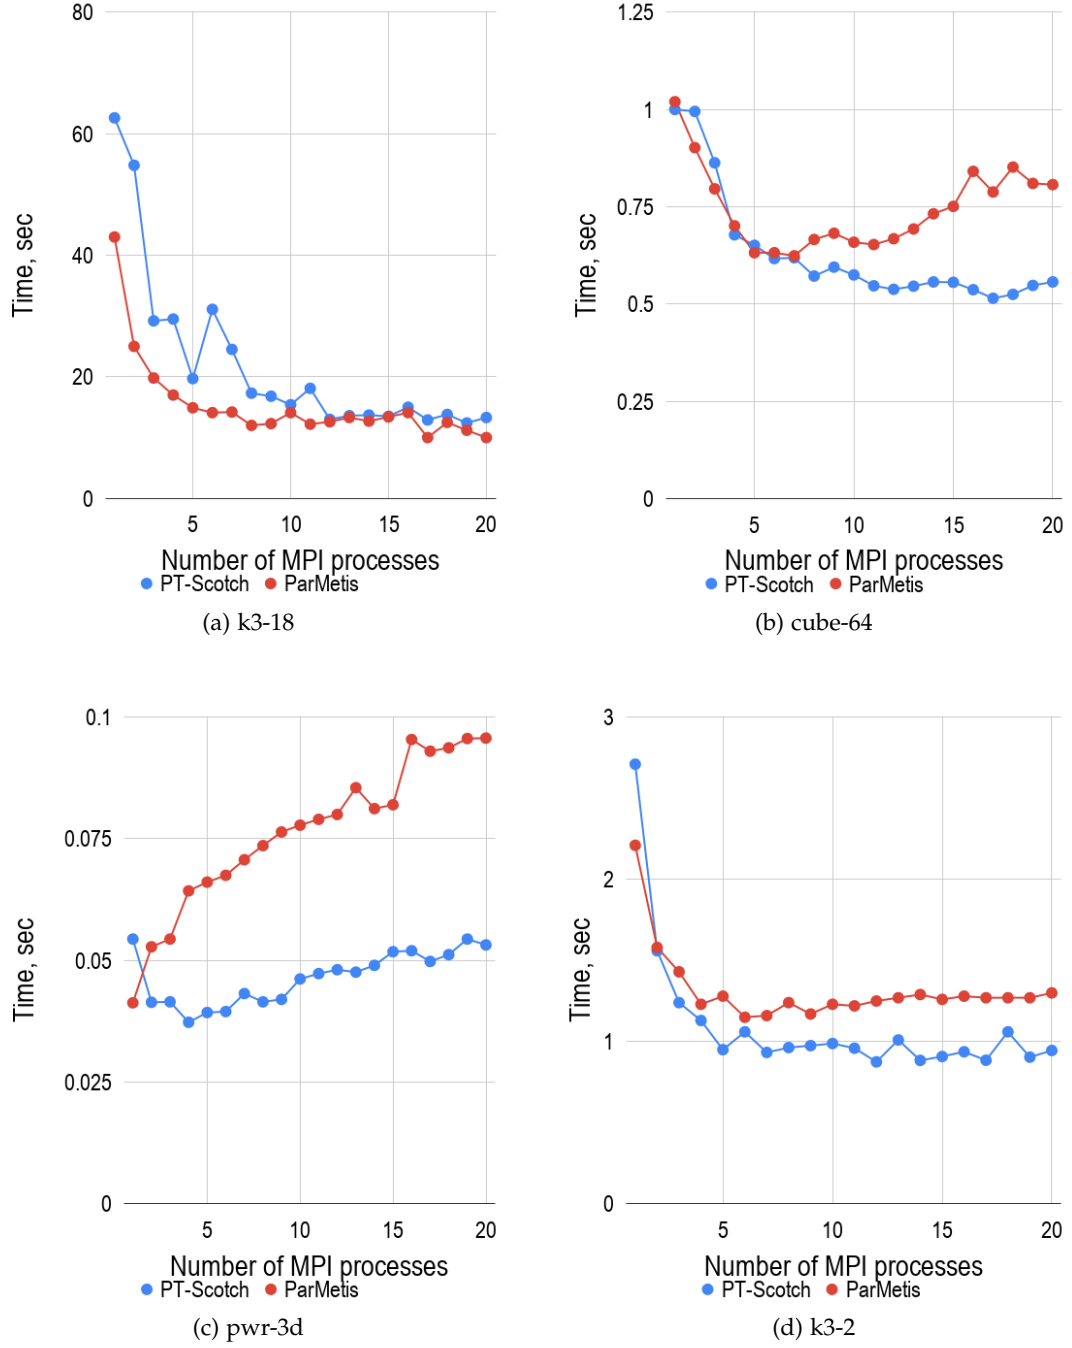 80
60
40
20
0
Time, sec
5 10 15 20
Number of MPI processes
PT-Scotch ParMetis
(a) k3-18
1.25
1
0.75
0.5
0.25
0
Time, sec
5 10 15 20
Number of MPI processes
PT-Scotch ParMetis
(b) cube-64
0.1
0.075
0.05
0.025
0
Time, sec
5 10 15 20
Number of MPI processes
PT-Scotch ParMetis
(c) pwr-3d
3
2
1
0
Time, sec
5 10 15 20
Number of MPI processes
PT-Scotch ParMetis
(d) k3-2